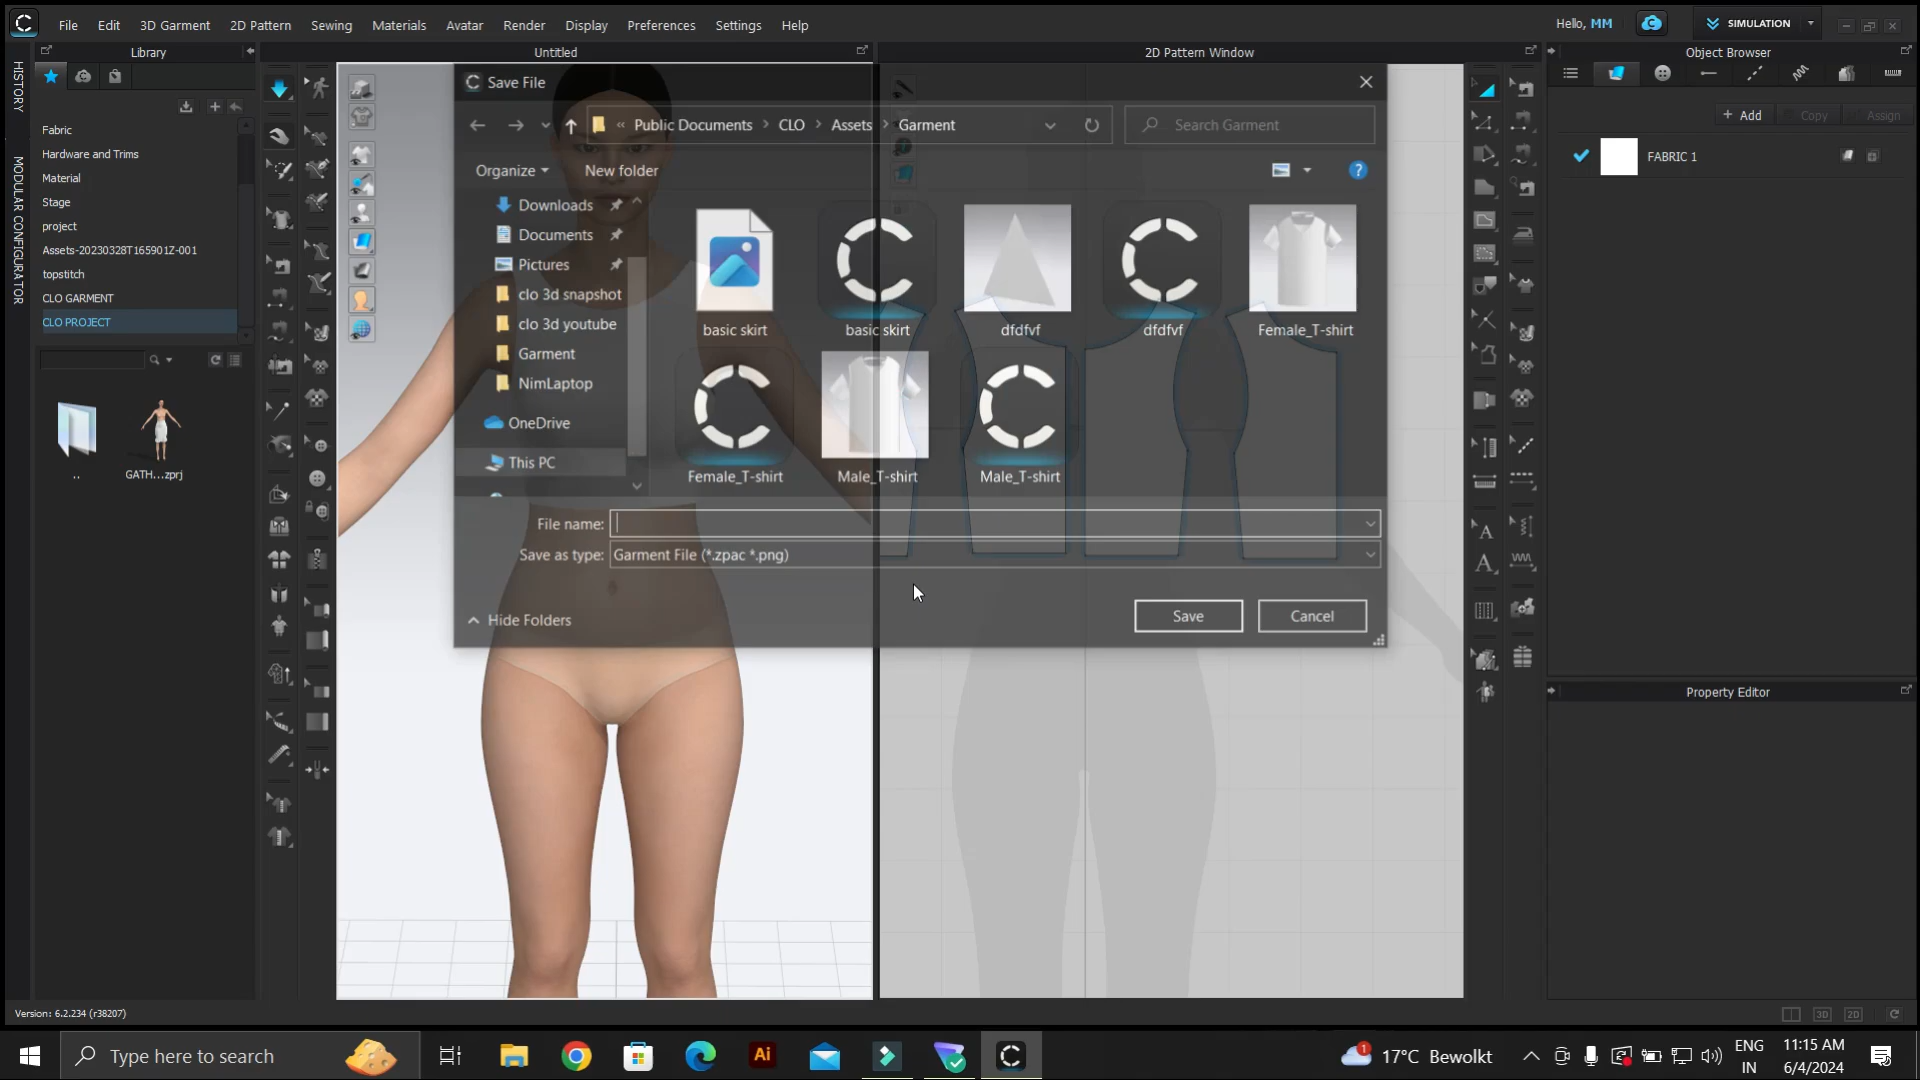 File Edit 3D Garment 2D Pattern Sewing Materials Avatar Render Display Preferences Settings Help
Hello, MM
SIMULATION
Library
Untitled
2D Pattern Window
Object Browser
HISTORY
MODULAR CONFIGURATOR
Fabric
Hardware and Trims
Material
Stage
project
Assets-20230328T165901Z-001
topstitch
CLO GARMENT
CLO PROJECT
..
GATH...zprj
Save File
« Public Documents > CLO > Assets > Garment
Search Garment
Organize
New folder
Downloads
Documents
Pictures
clo 3d snapshot
clo 3d youtube
Garment
NimLaptop
OneDrive
This PC
basic skirt
basic skirt
dfdfvf
dfdfvf
Female_T-shirt
Female_T-shirt
Male_T-shirt
Male_T-shirt
File name:
Save as type: Garment File (*.zpac *.png)
Hide Folders
Save
Cancel
+ Add
Copy
Assign
FABRIC 1
Property Editor
Version: 6.2.234 (r38207)
3D
2D
Type here to search
Ai
1
17°C Bewolkt
ENG
IN
11:15 AM
6/4/2024